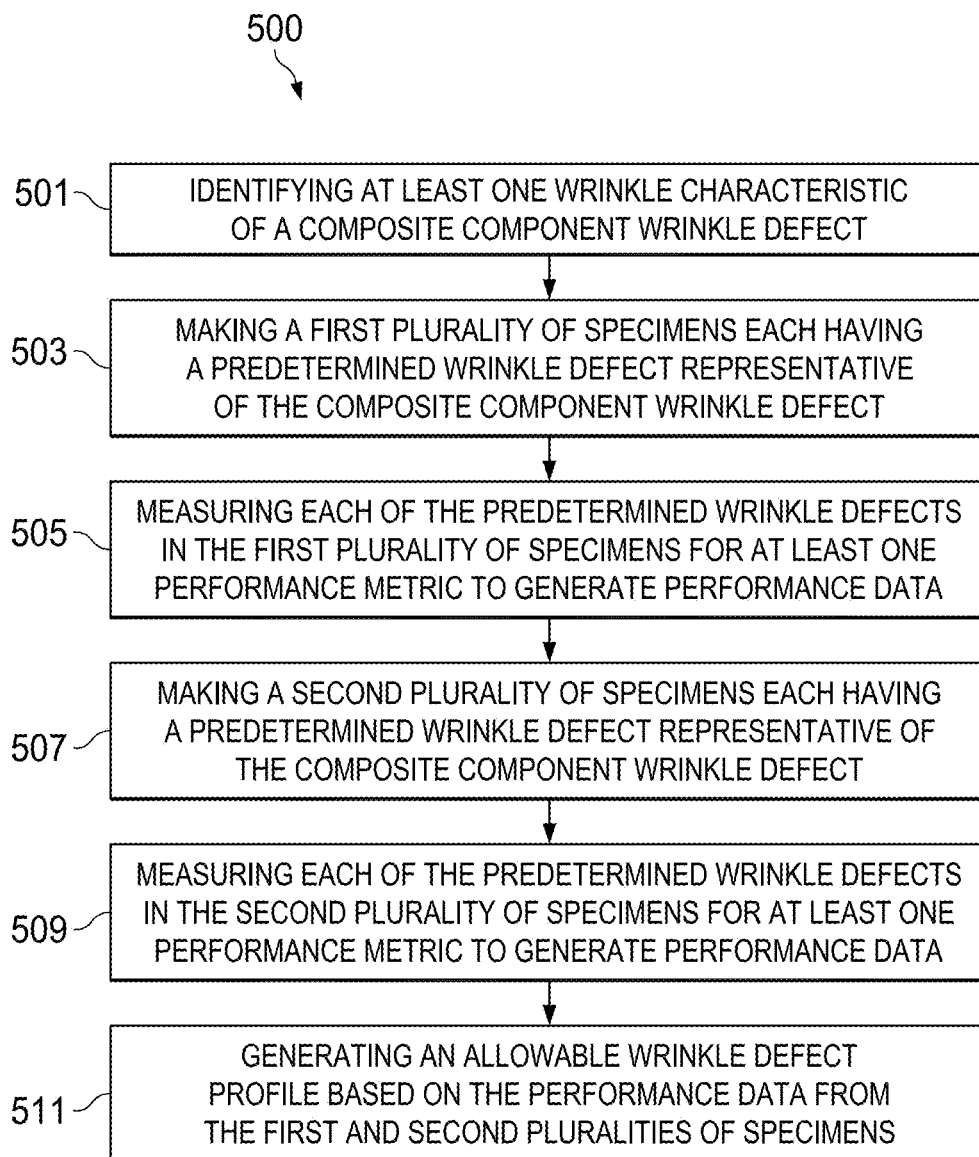 500
501
IDENTIFYING AT LEAST ONE WRINKLE CHARACTERISTIC
OF A COMPOSITE COMPONENT WRINKLE DEFECT
503
MAKING A FIRST PLURALITY OF SPECIMENS EACH HAVING
A PREDETERMINED WRINKLE DEFECT REPRESENTATIVE
OF THE COMPOSITE COMPONENT WRINKLE DEFECT
505
MEASURING EACH OF THE PREDETERMINED WRINKLE DEFECTS
IN THE FIRST PLURALITY OF SPECIMENS FOR AT LEAST ONE
PERFORMANCE METRIC TO GENERATE PERFORMANCE DATA
507
MAKING A SECOND PLURALITY OF SPECIMENS EACH HAVING
A PREDETERMINED WRINKLE DEFECT REPRESENTATIVE OF
THE COMPOSITE COMPONENT WRINKLE DEFECT
509
MEASURING EACH OF THE PREDETERMINED WRINKLE DEFECTS
IN THE SECOND PLURALITY OF SPECIMENS FOR AT LEAST ONE
PERFORMANCE METRIC TO GENERATE PERFORMANCE DATA
511
GENERATING AN ALLOWABLE WRINKLE DEFECT
PROFILE BASED ON THE PERFORMANCE DATA FROM
THE FIRST AND SECOND PLURALITIES OF SPECIMENS